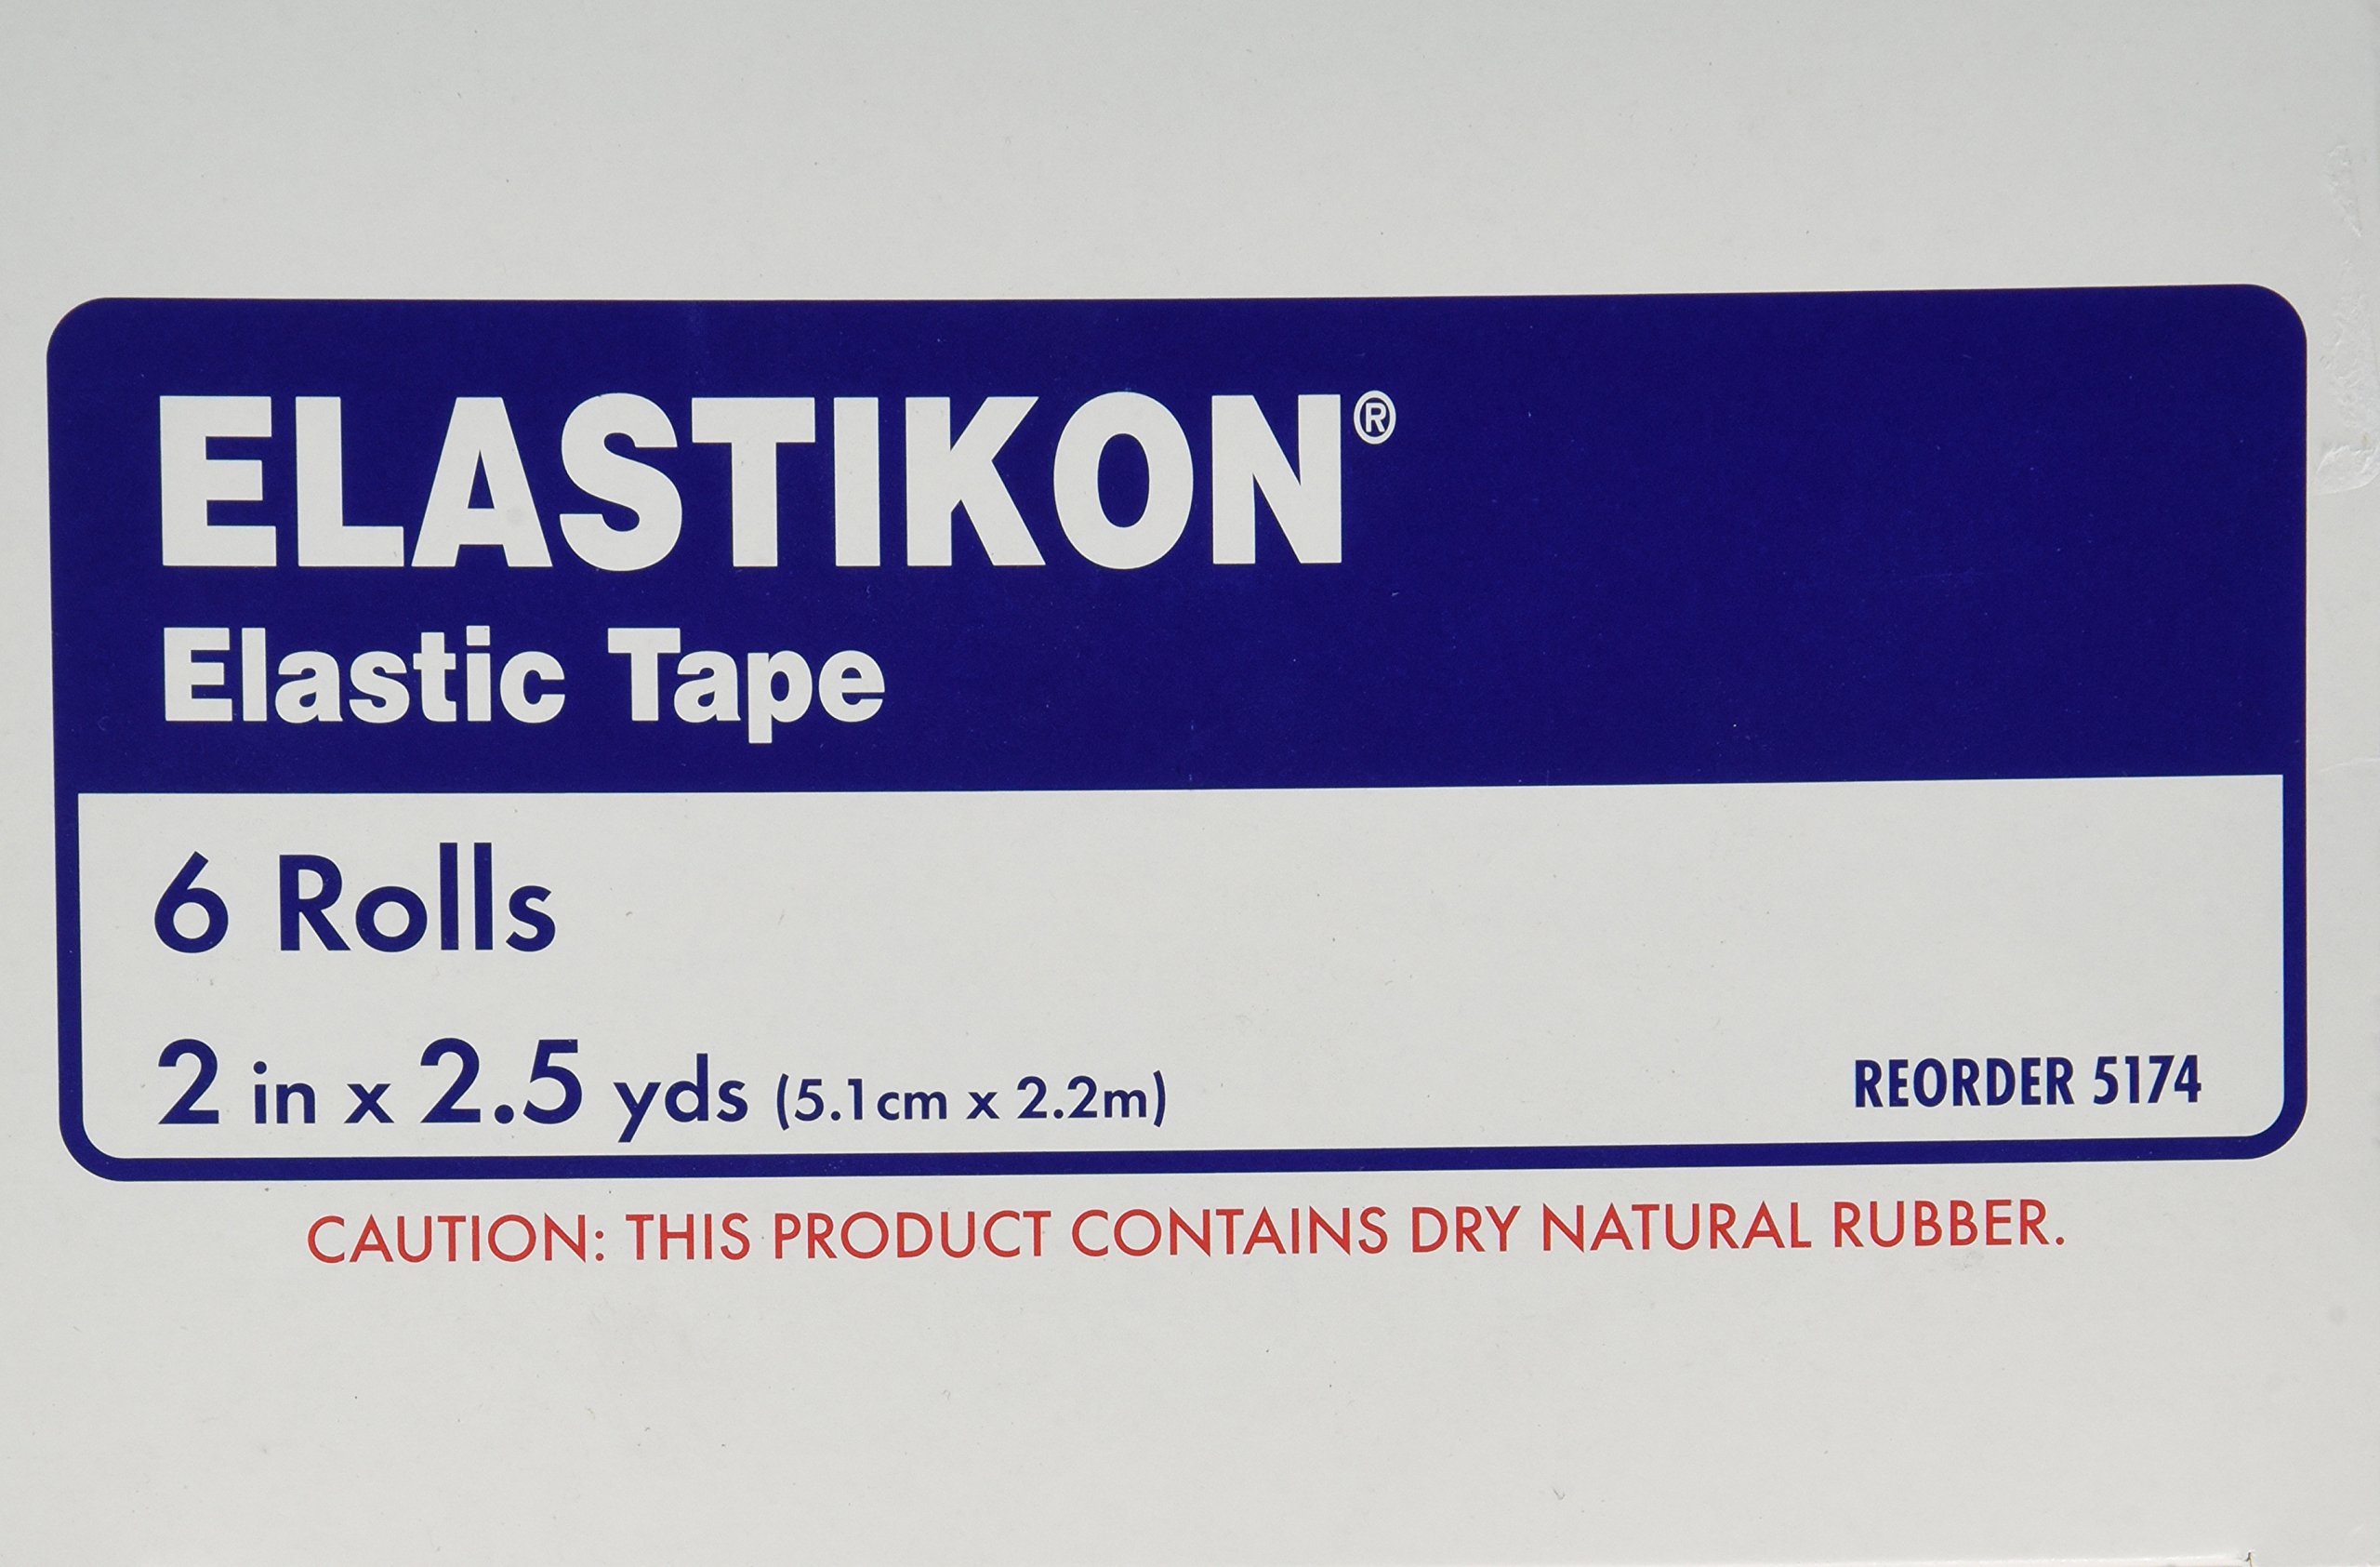 ELASTIKON®
Elastic Tape
6 Rolls
2 in x 2.5 yds (5.1cm x 2.2m)
REORDER 5174
CAUTION: THIS PRODUCT CONTAINS DRY NATURAL RUBBER.